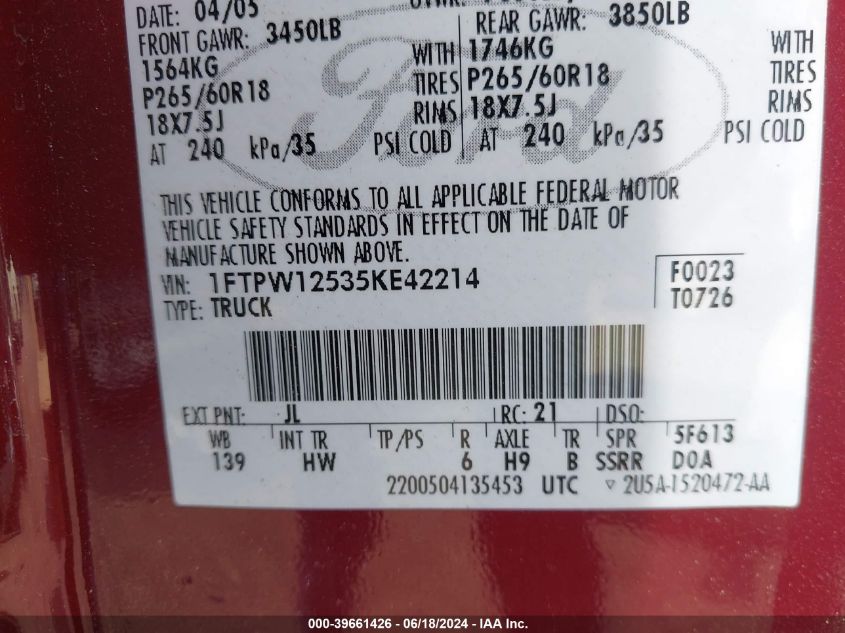 DATE: 04/05
FRONT GAWR: 3450LB REAR GAWR: 3850LB
1564KG WITH 1746KG WITH
P265/60R18 TIRES P265/60R18 TIRES
18X7.5J RIMS 18X7.5J RIMS
AT 240 kPa/35 PSI COLD AT 240 kPa/35 PSI COLD
Ford
THIS VEHICLE CONFORMS TO ALL APPLICABLE FEDERAL MOTOR
VEHICLE SAFETY STANDARDS IN EFFECT ON THE DATE OF
MANUFACTURE SHOWN ABOVE.
VIN: 1FTPW12535KE42214 F0023
TYPE: TRUCK T0726
EXT PNT: JL RC: 21 DSO:
WB INT TR TP/PS R AXLE TR SPR 5F613
139 HW 6 H9 B SSRR DOA
2200504135453 UTC ▽ 2U5A-1520472-AA
000-39661426 - 06/18/2024 - IAA Inc.